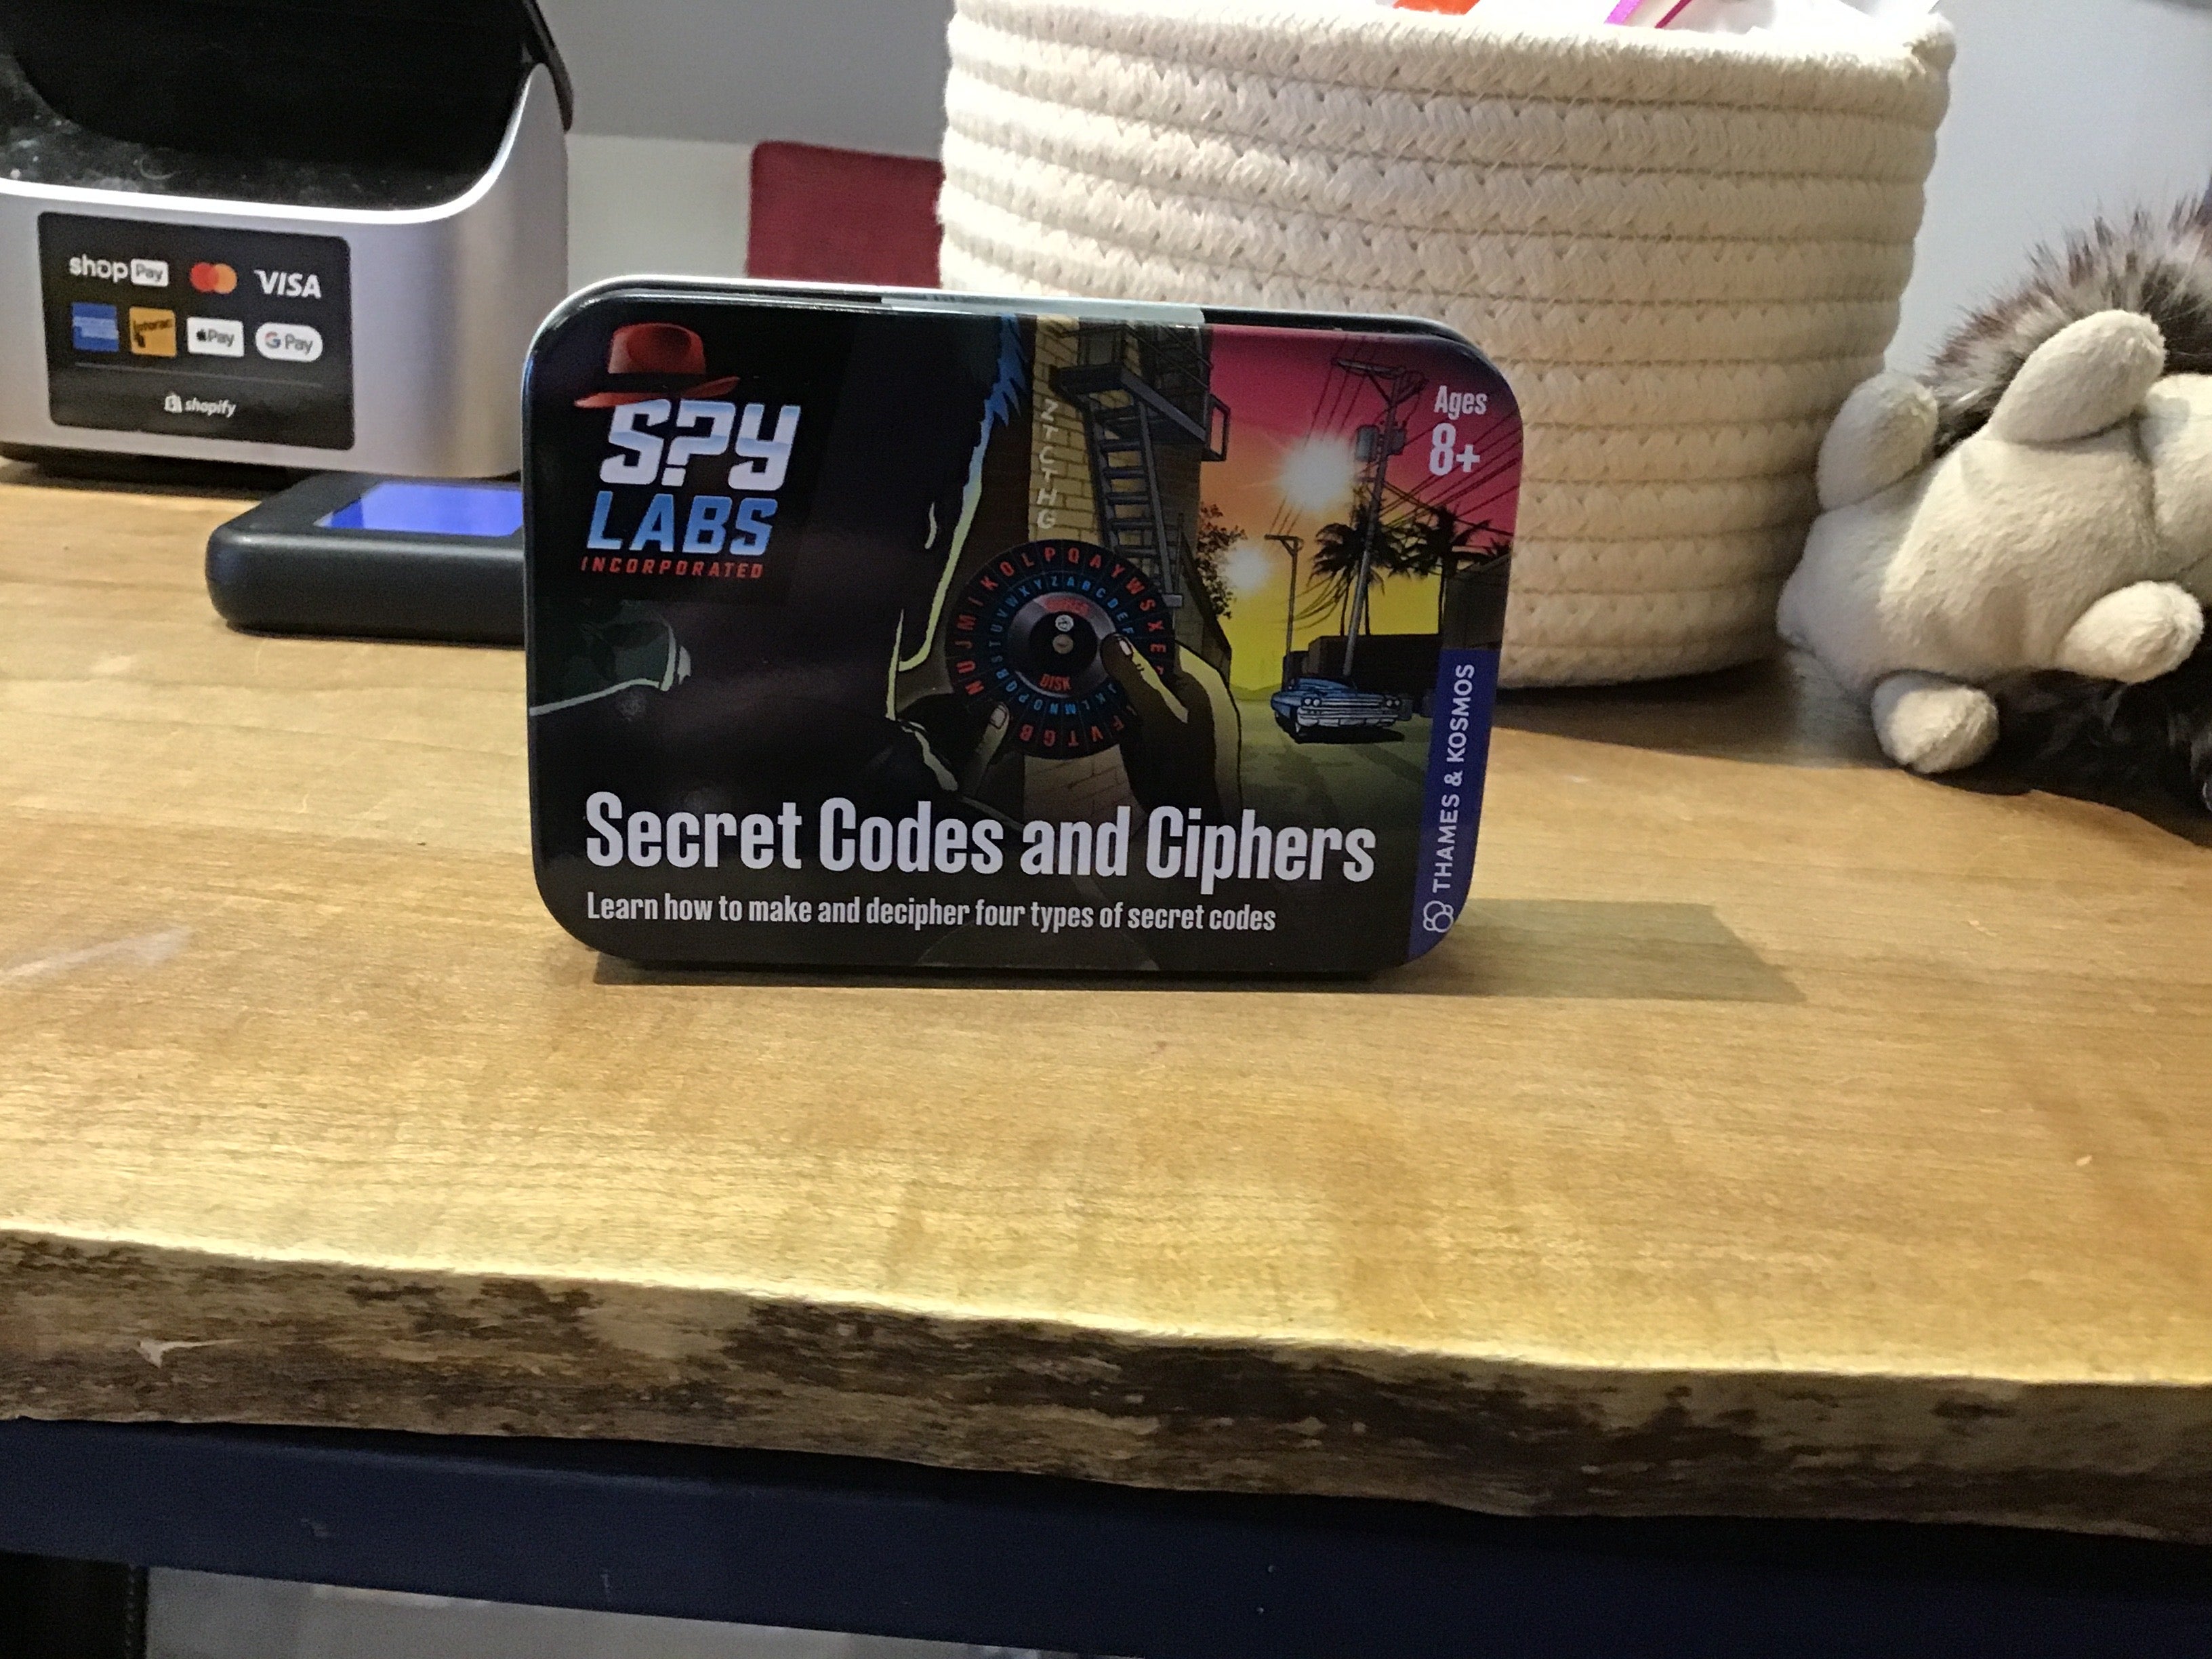 shop Pay
VISA
Pay
G Pay
shopify
S?Y
LABS
INCORPORATED
Ages
8+
DISK
THAMES & KOSMOS
Secret Codes and Ciphers
Learn how to make and decipher four types of secret codes